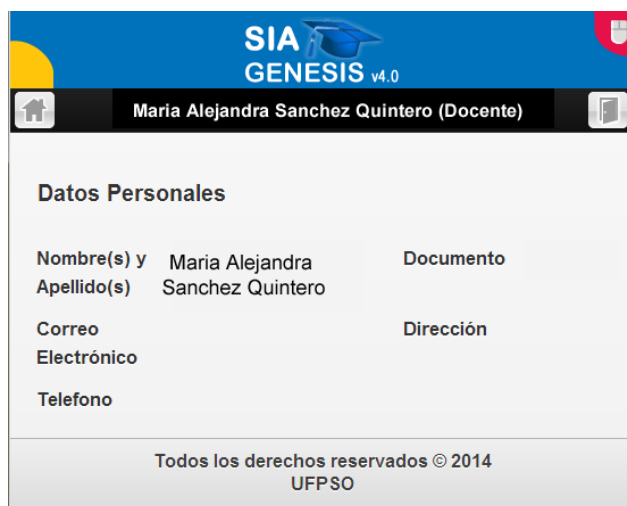 SIA
GENESIS v4.0
Maria Alejandra Sanchez Quintero (Docente)
Datos Personales
Nombre(s) y Apellido(s)
Maria Alejandra
Sanchez Quintero
Documento
Correo
Electrónico
Dirección
Telefono
Todos los derechos reservados © 2014
UFPSO